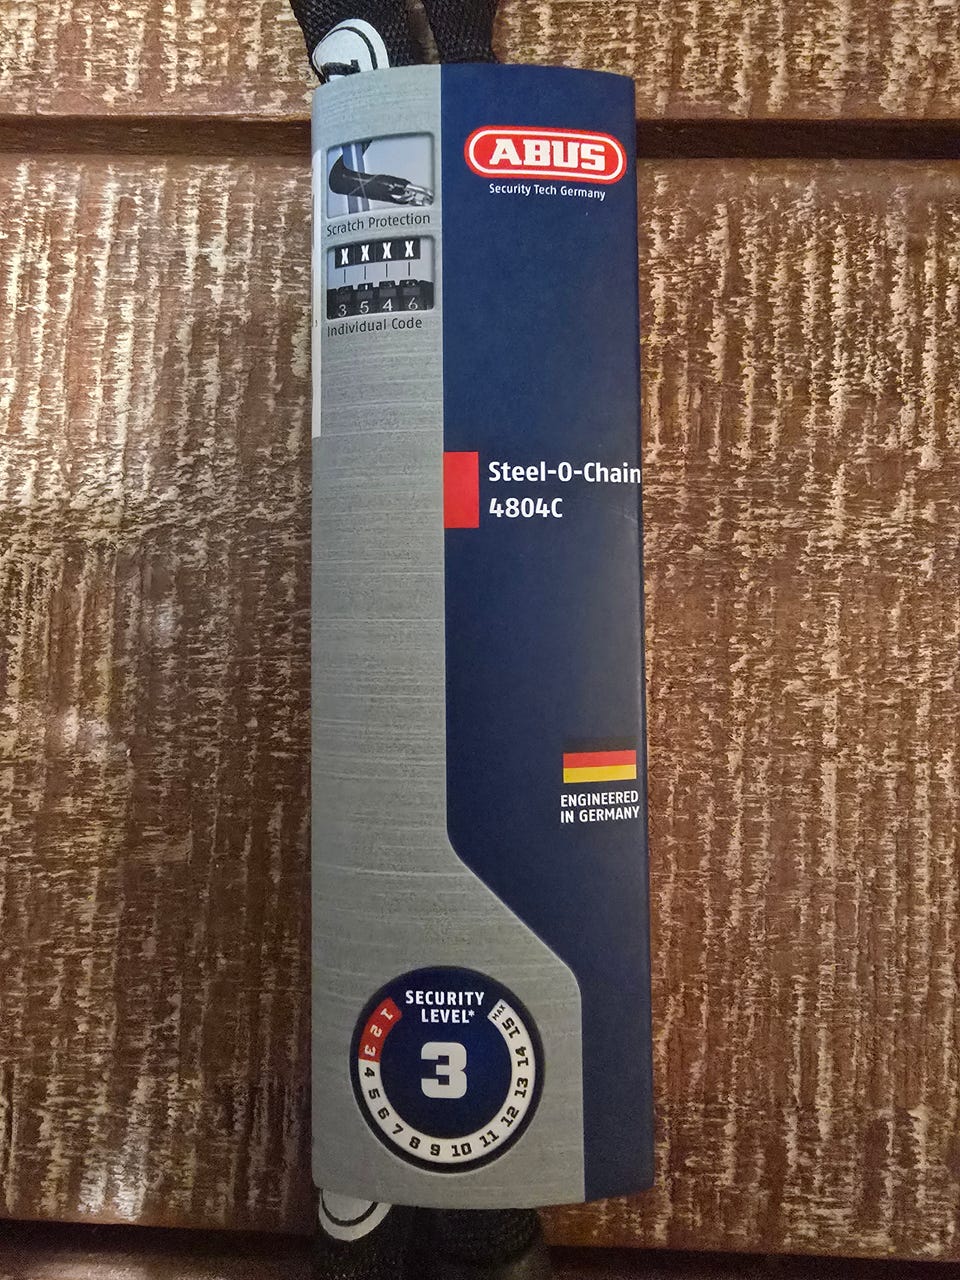 ABUS
Security Tech Germany
Scratch Protection
X X X X
3 5 4 6
Individual Code
Steel-O-Chain
4804C
ENGINEERED
IN GERMANY
SECURITY
LEVEL*
3
1 2 3 4 5 6 7 8 9 10 11 12 13 14 15
MAX